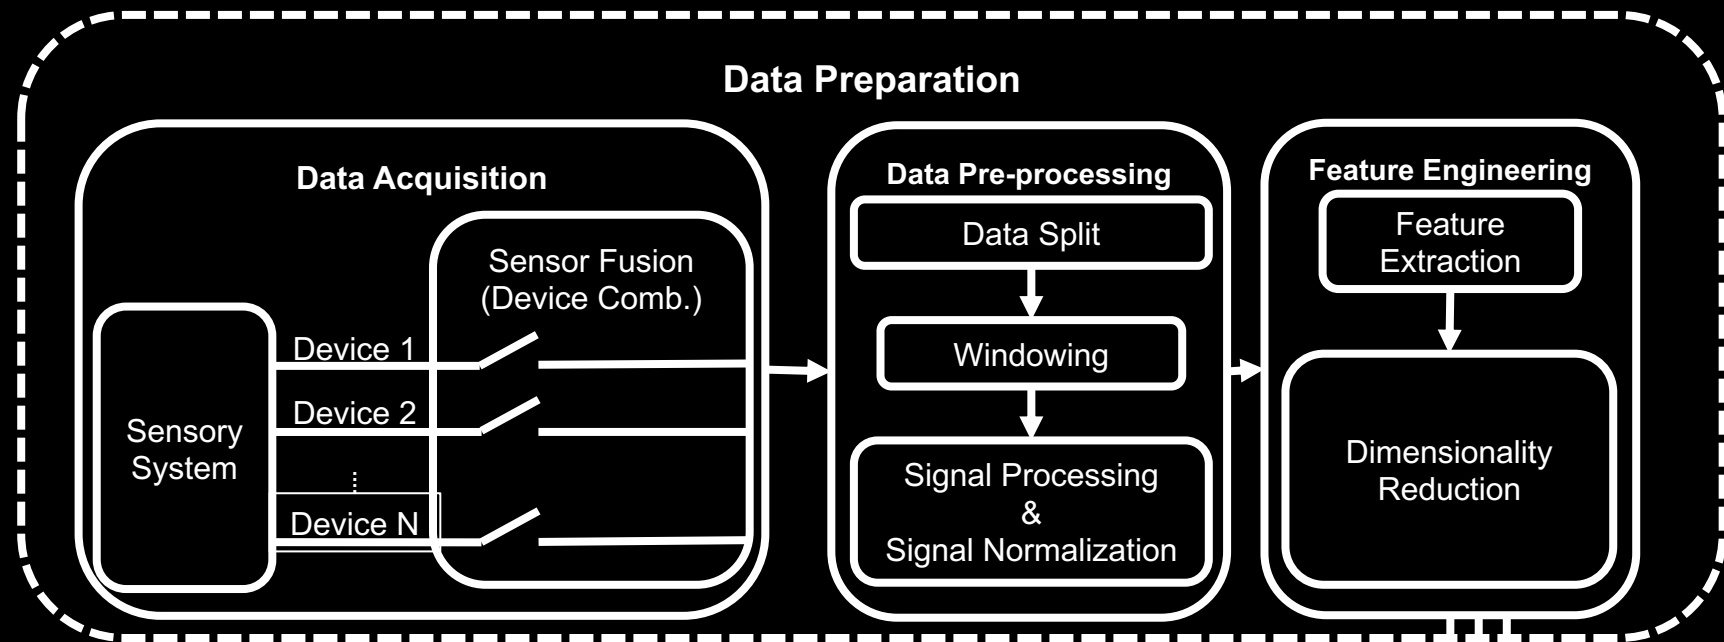 Data Preparation
Data Acquisition
Sensor Fusion
(Device Comb.)
Sensory
System
Device 1
Device 2
Device N
Data Pre-processing
Data Split
Windowing
Signal Processing
&
Signal Normalization
Feature Engineering
Feature
Extraction
Dimensionality
Reduction